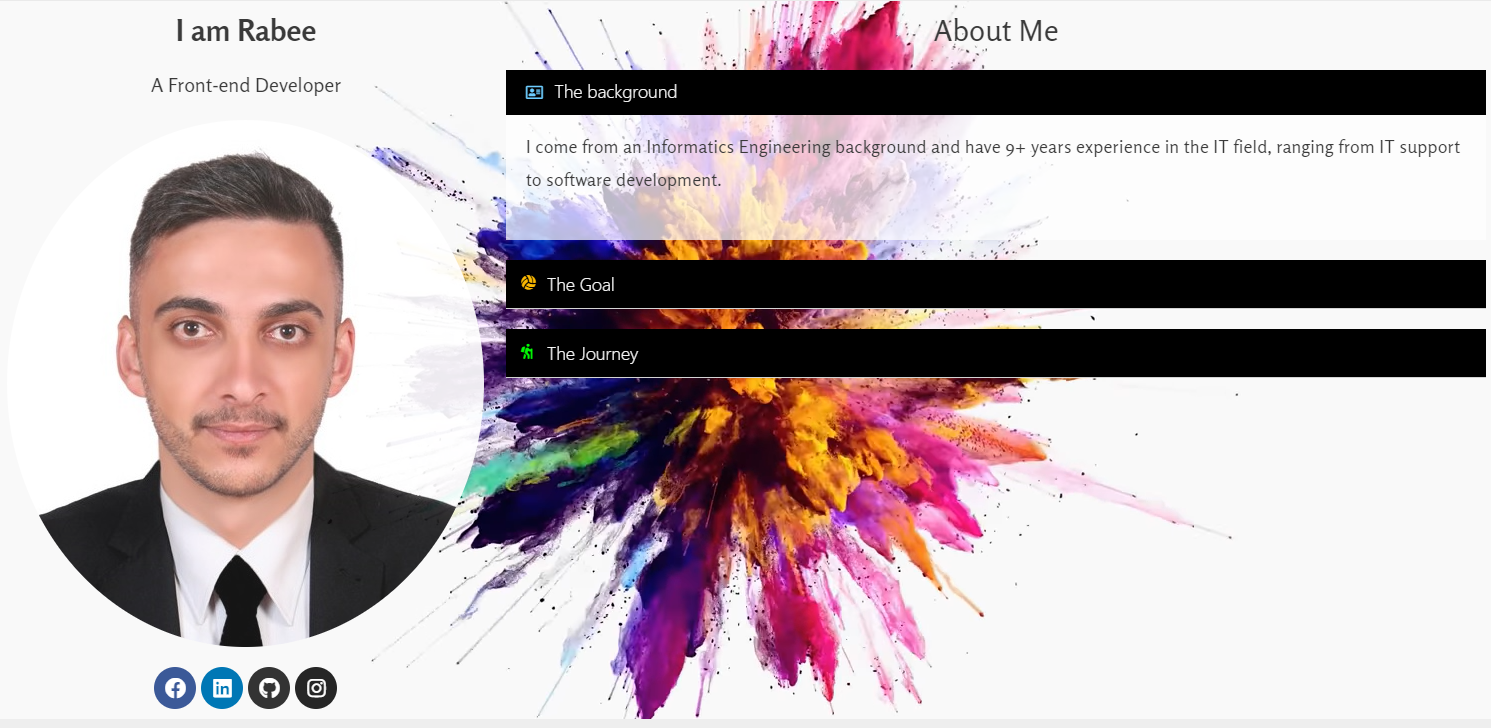 I am Rabee
A Front-end Developer
About Me
The background
I come from an Informatics Engineering background and have 9+ years experience in the IT field, ranging from IT support
to software development.
The Goal
The Journey